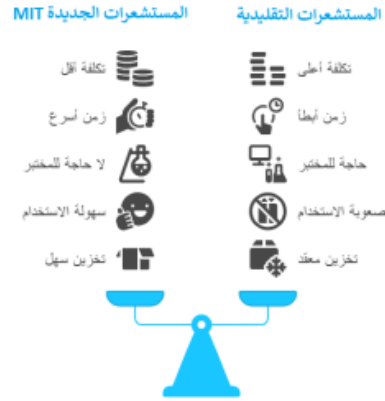 المستشعرات التقليدية
تكلفة أعلى
زمن أبطأ
حاجة للمختبر
صعوبة الاستخدام
تخزين معقد
المستشعرات الجديدة MIT
تكلفة أقل
زمن أسرع
لا حاجة للمختبر
سهولة الاستخدام
تخزين سهل